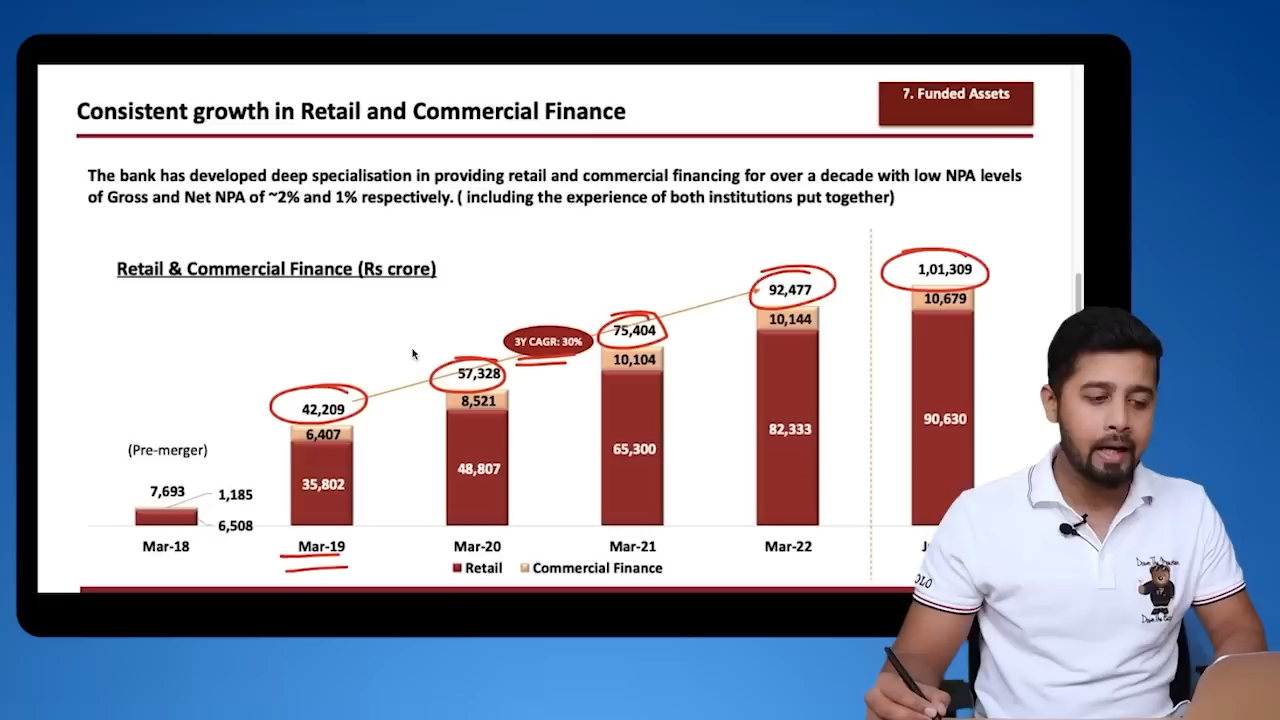 7. Funded Assets
Consistent growth in Retail and Commercial Finance
The bank has developed deep specialisation in providing retail and commercial financing for over a decade with low NPA levels
of Gross and Net NPA of ~2% and 1% respectively. ( including the experience of both institutions put together)
Retail & Commercial Finance (Rs crore)
1,01,309
92,477
10,679
10,144
75,404
3Y CAGR: 30%
10,104
57,328
8,521
42,209
6,407
90,630
82,333
65,300
48,807
35,802
(Pre-merger)
7,693
1,185
6,508
Mar-18 Mar-19 Mar-20 Mar-21 Mar-22
Retail Commercial Finance
OLO